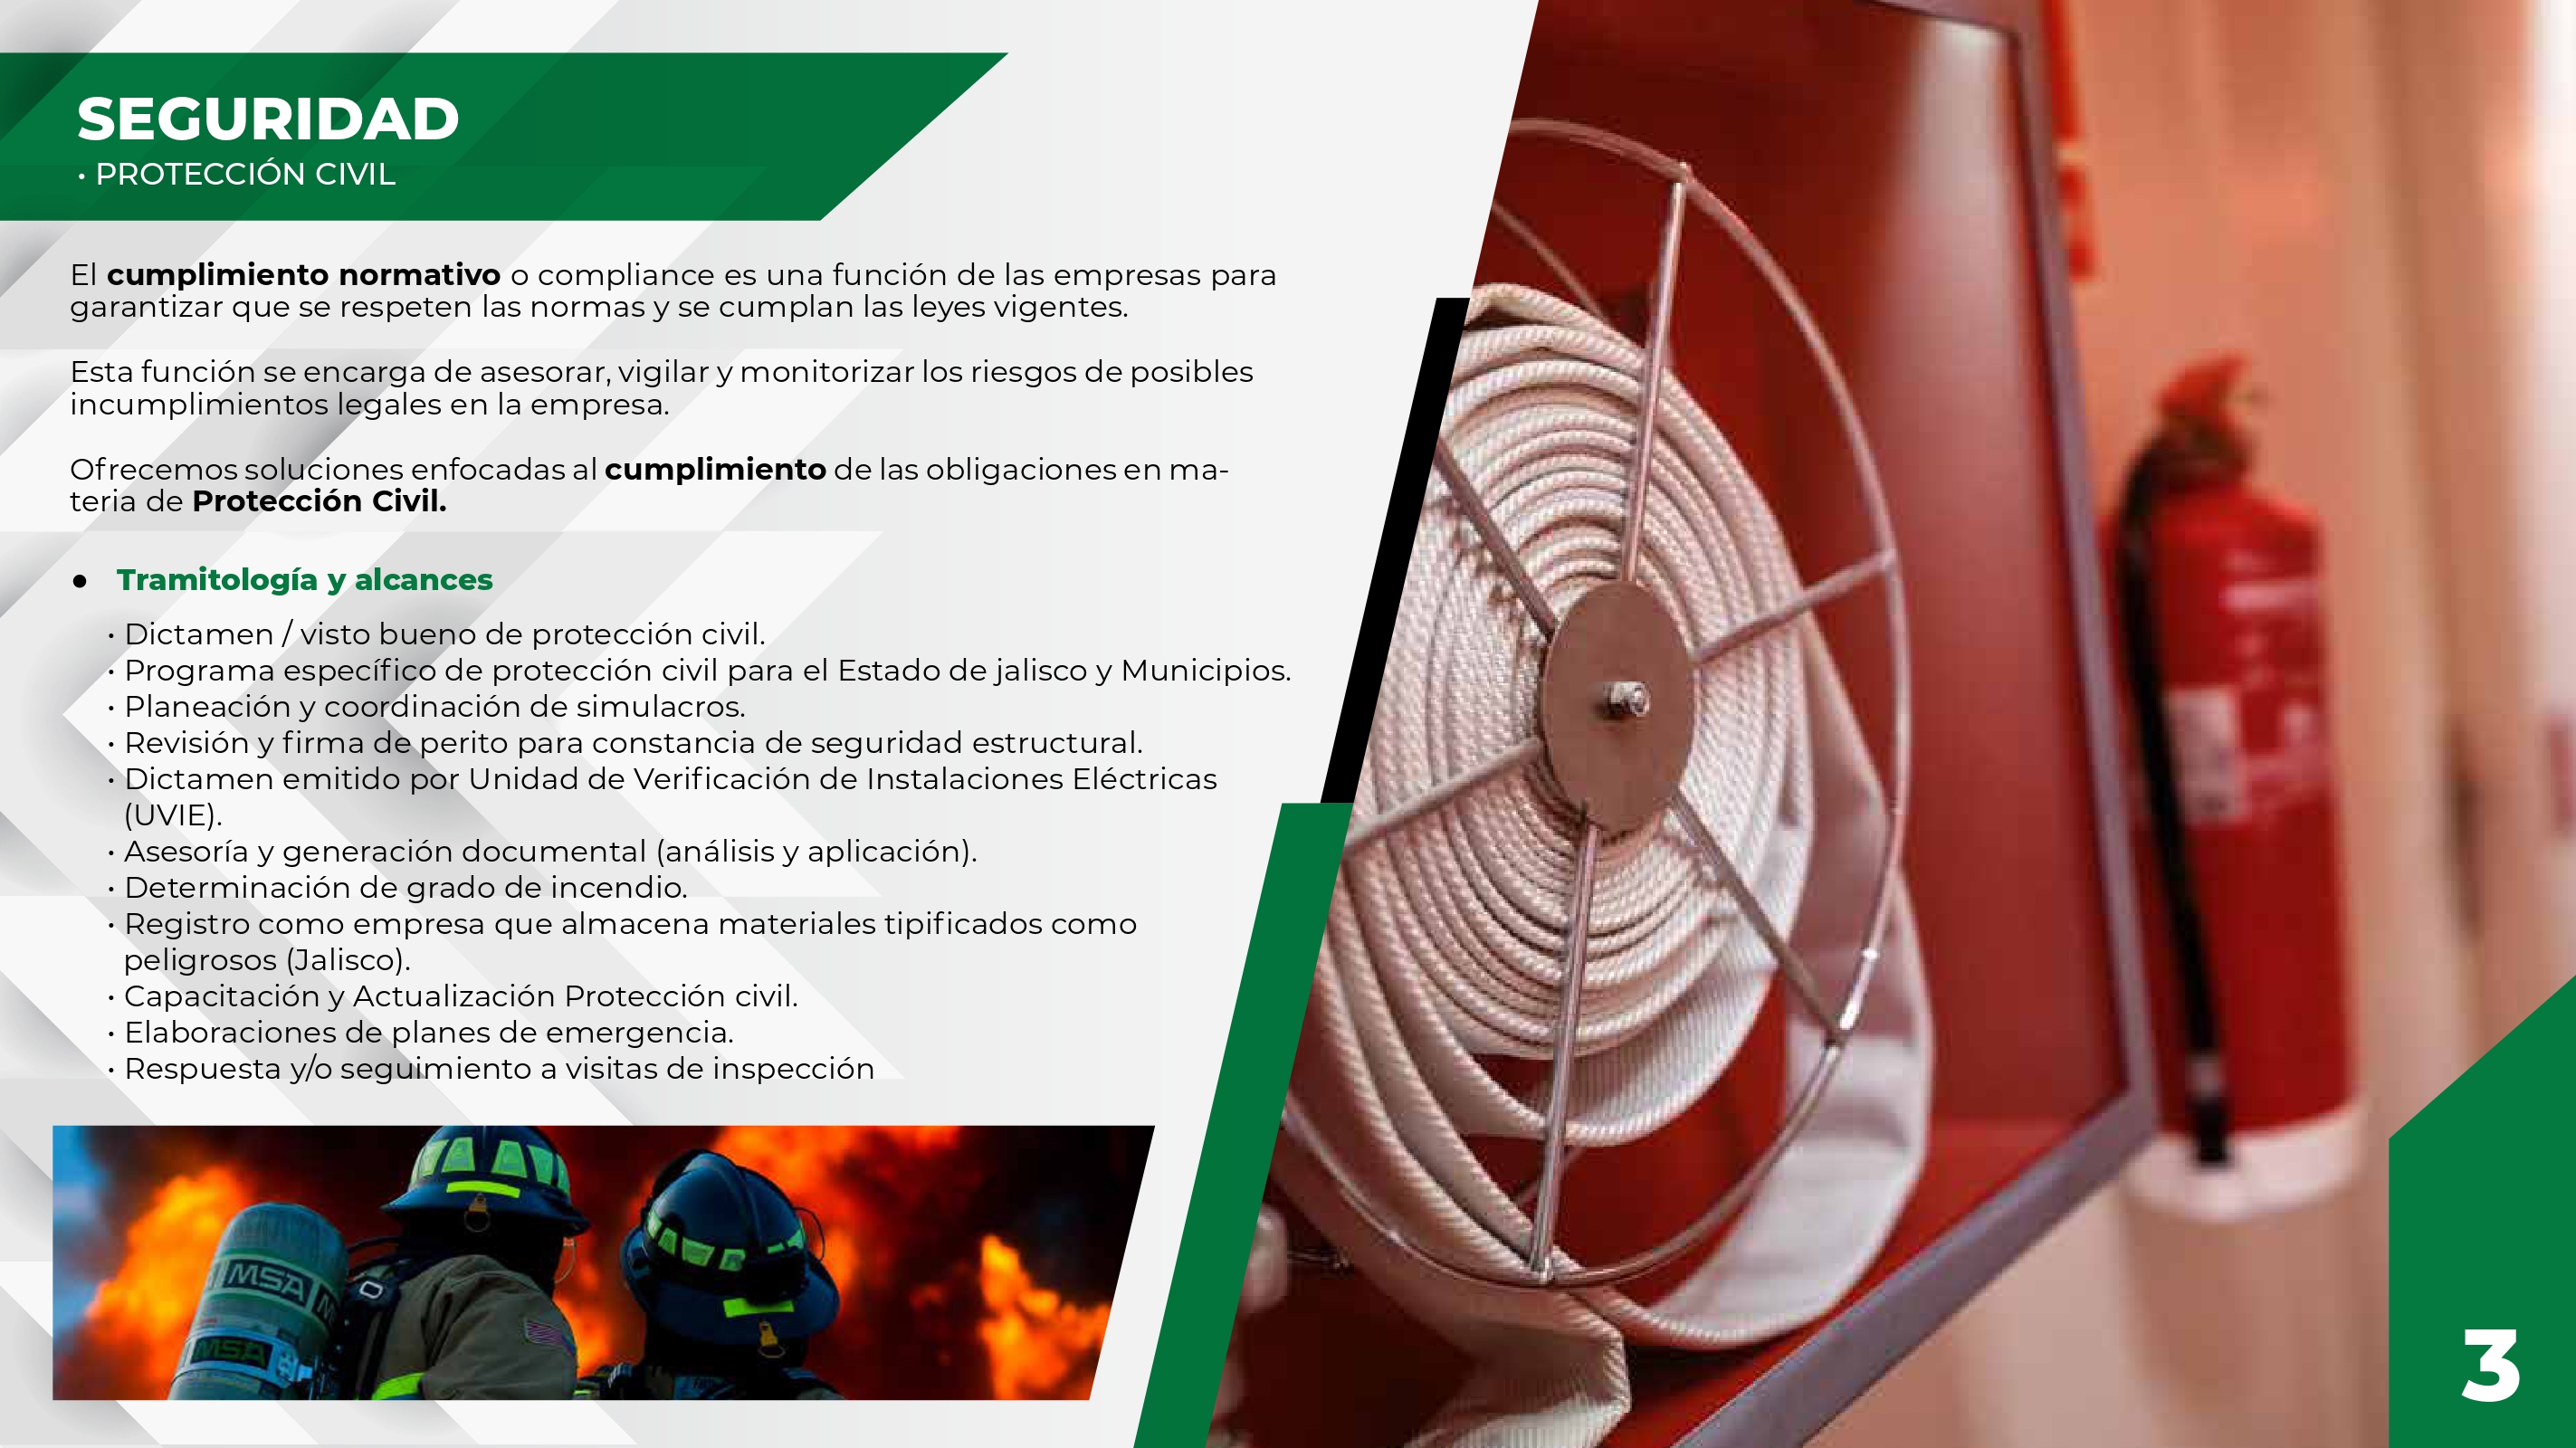 SEGURIDAD
• PROTECCIÓN CIVIL
El cumplimiento normativo o compliance es una función de las empresas para
garantizar que se respeten las normas y se cumplan las leyes vigentes.
Esta función se encarga de asesorar, vigilar y monitorizar los riesgos de posibles
incumplimientos legales en la empresa.
Ofrecemos soluciones enfocadas al cumplimiento de las obligaciones en ma-
teria de Protección Civil.
● Tramitología y alcances
• Dictamen / visto bueno de protección civil.
• Programa específico de protección civil para el Estado de jalisco y Municipios.
• Planeación y coordinación de simulacros.
• Revisión y firma de perito para constancia de seguridad estructural.
• Dictamen emitido por Unidad de Verificación de Instalaciones Eléctricas
(UVIE).
• Asesoría y generación documental (análisis y aplicación).
• Determinación de grado de incendio.
• Registro como empresa que almacena materiales tipificados como
peligrosos (Jalisco).
• Capacitación y Actualización Protección civil.
• Elaboraciones de planes de emergencia.
• Respuesta y/o seguimiento a visitas de inspección
MSA
MSA
3